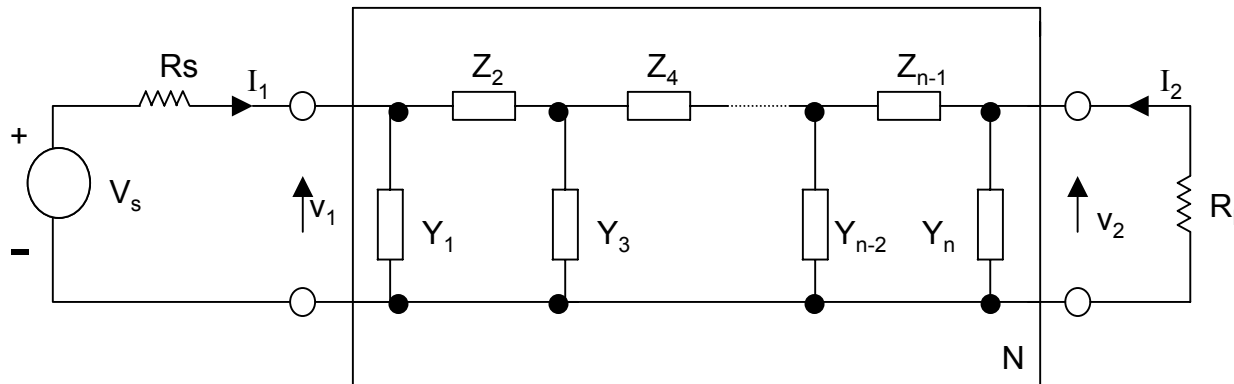 Rs I₁ Z₂ Z₄ Zₙ₋₁ I₂
+ Vₛ v₁ Y₁ Y₃ Yₙ₋₂ Yₙ v₂
−
N